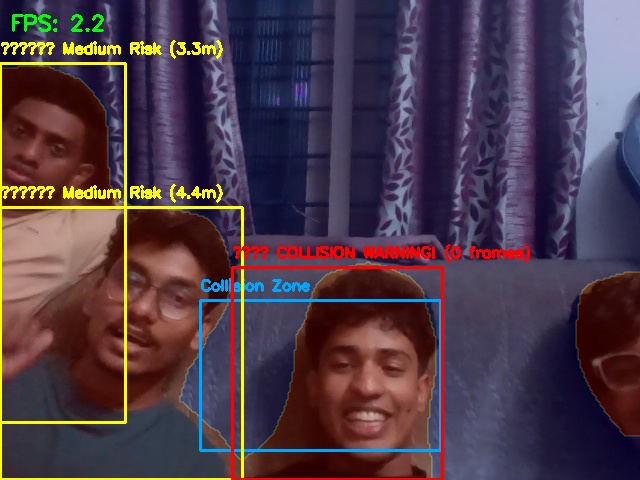 FPS: 2.2
?????? Medium Risk (3.3m)
?????? Medium Risk (4.4m)
???? COLLISION WARNING! (0 frames)
Collision Zone